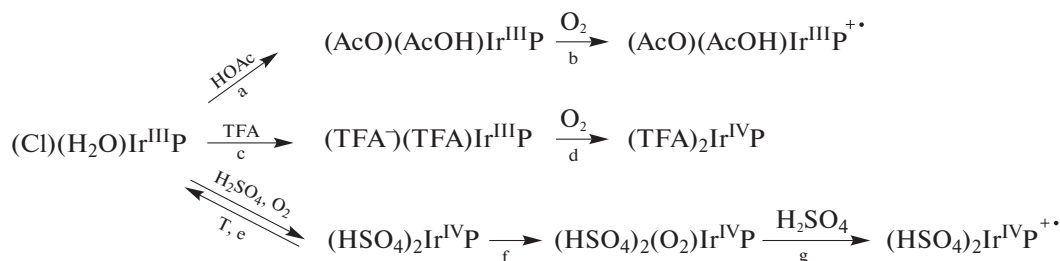 (AcO)(AcOH)Ir^III P O₂ b (AcO)(AcOH)Ir^III P^+•
HOAc
a
(Cl)(H₂O)Ir^III P TFA c (TFA⁻)(TFA)Ir^III P O₂ d (TFA)₂Ir^IV P
H₂SO₄, O₂
T, e
(HSO₄)₂Ir^IV P f (HSO₄)₂(O₂)Ir^IV P H₂SO₄ g (HSO₄)₂Ir^IV P^+•